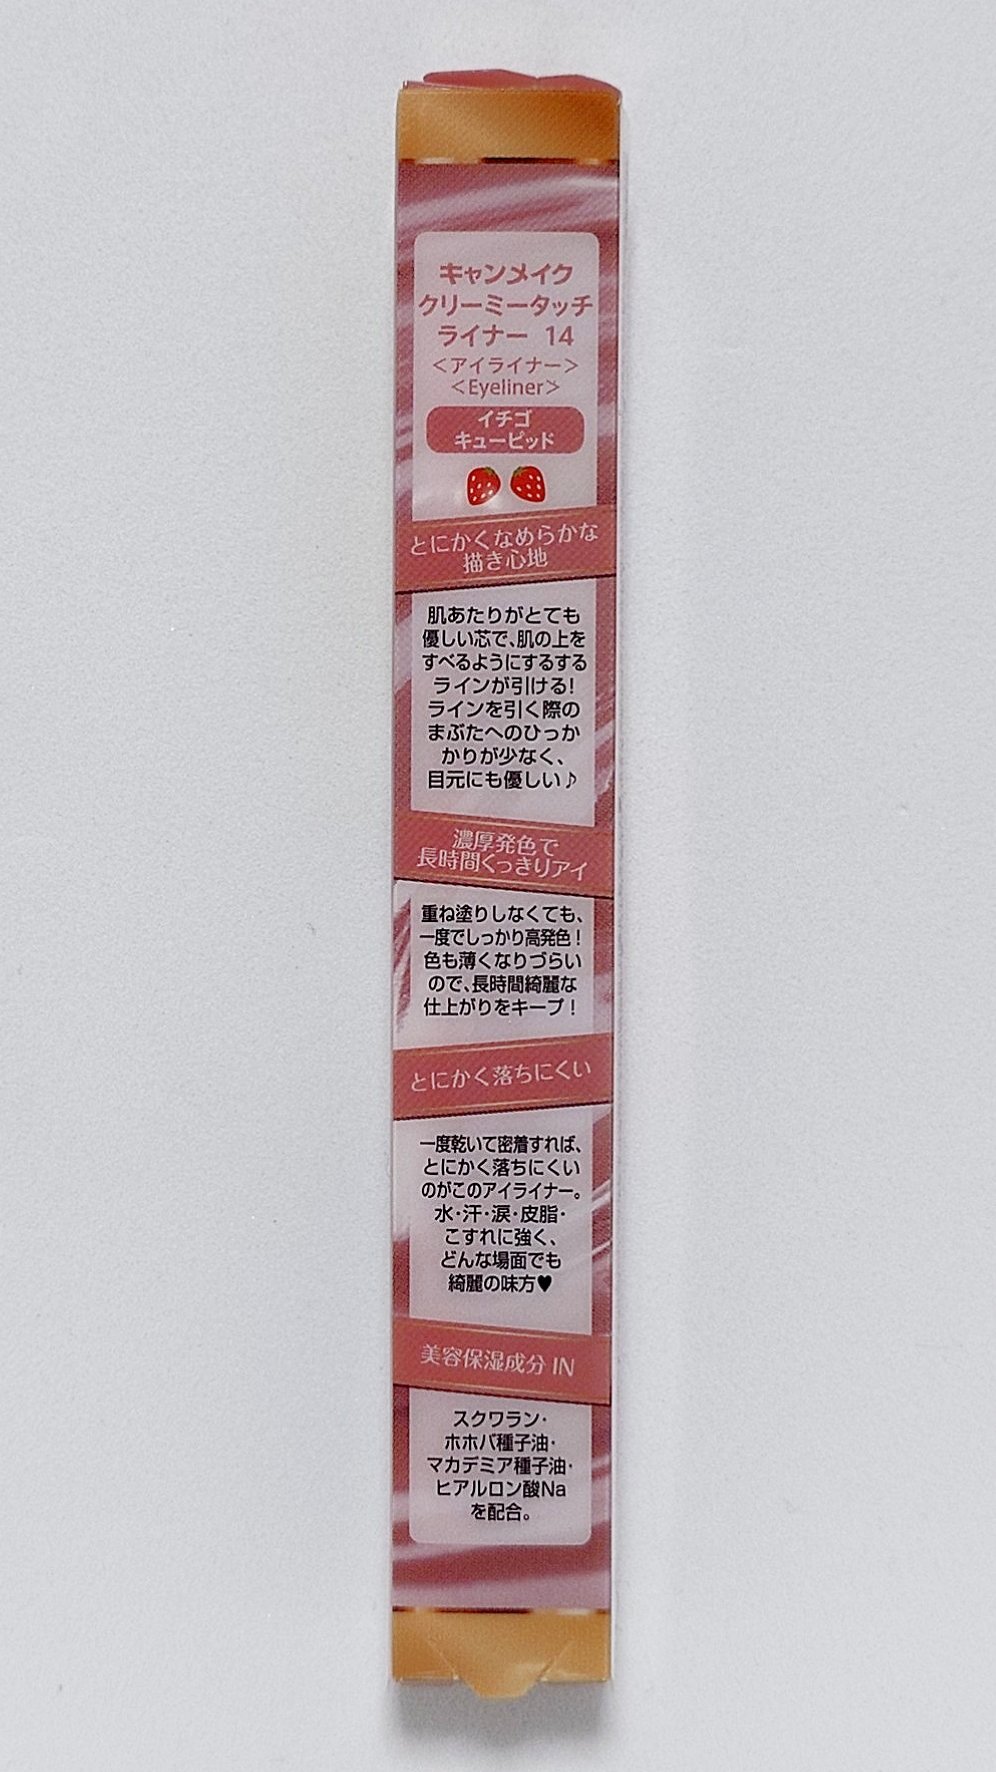 キャンメイク
クリーミータッチ
ライナー 14
＜アイライナー＞
＜Eyeliner＞
イチゴ
キューピッド
とにかくなめらかな
描き心地
肌あたりがとても
優しい芯で、肌の上を
すべるようにするする
ラインが引ける！
ラインを引く際の
まぶたへのひっか
かりが少なく、
目元にも優しい♪
濃厚発色で
長時間くっきりアイ
重ね塗りしなくても、
一度でしっかり高発色！
色も薄くなりづらい
ので、長時間綺麗な
仕上がりをキープ！
とにかく落ちにくい
一度乾いて密着すれば、
とにかく落ちにくい
のがこのアイライナー。
水・汗・涙・皮脂・
こすれに強く、
どんな場面でも
綺麗の味方♥
美容保湿成分 IN
スクワラン・
ホホバ種子油・
マカデミア種子油・
ヒアルロン酸Na
を配合。